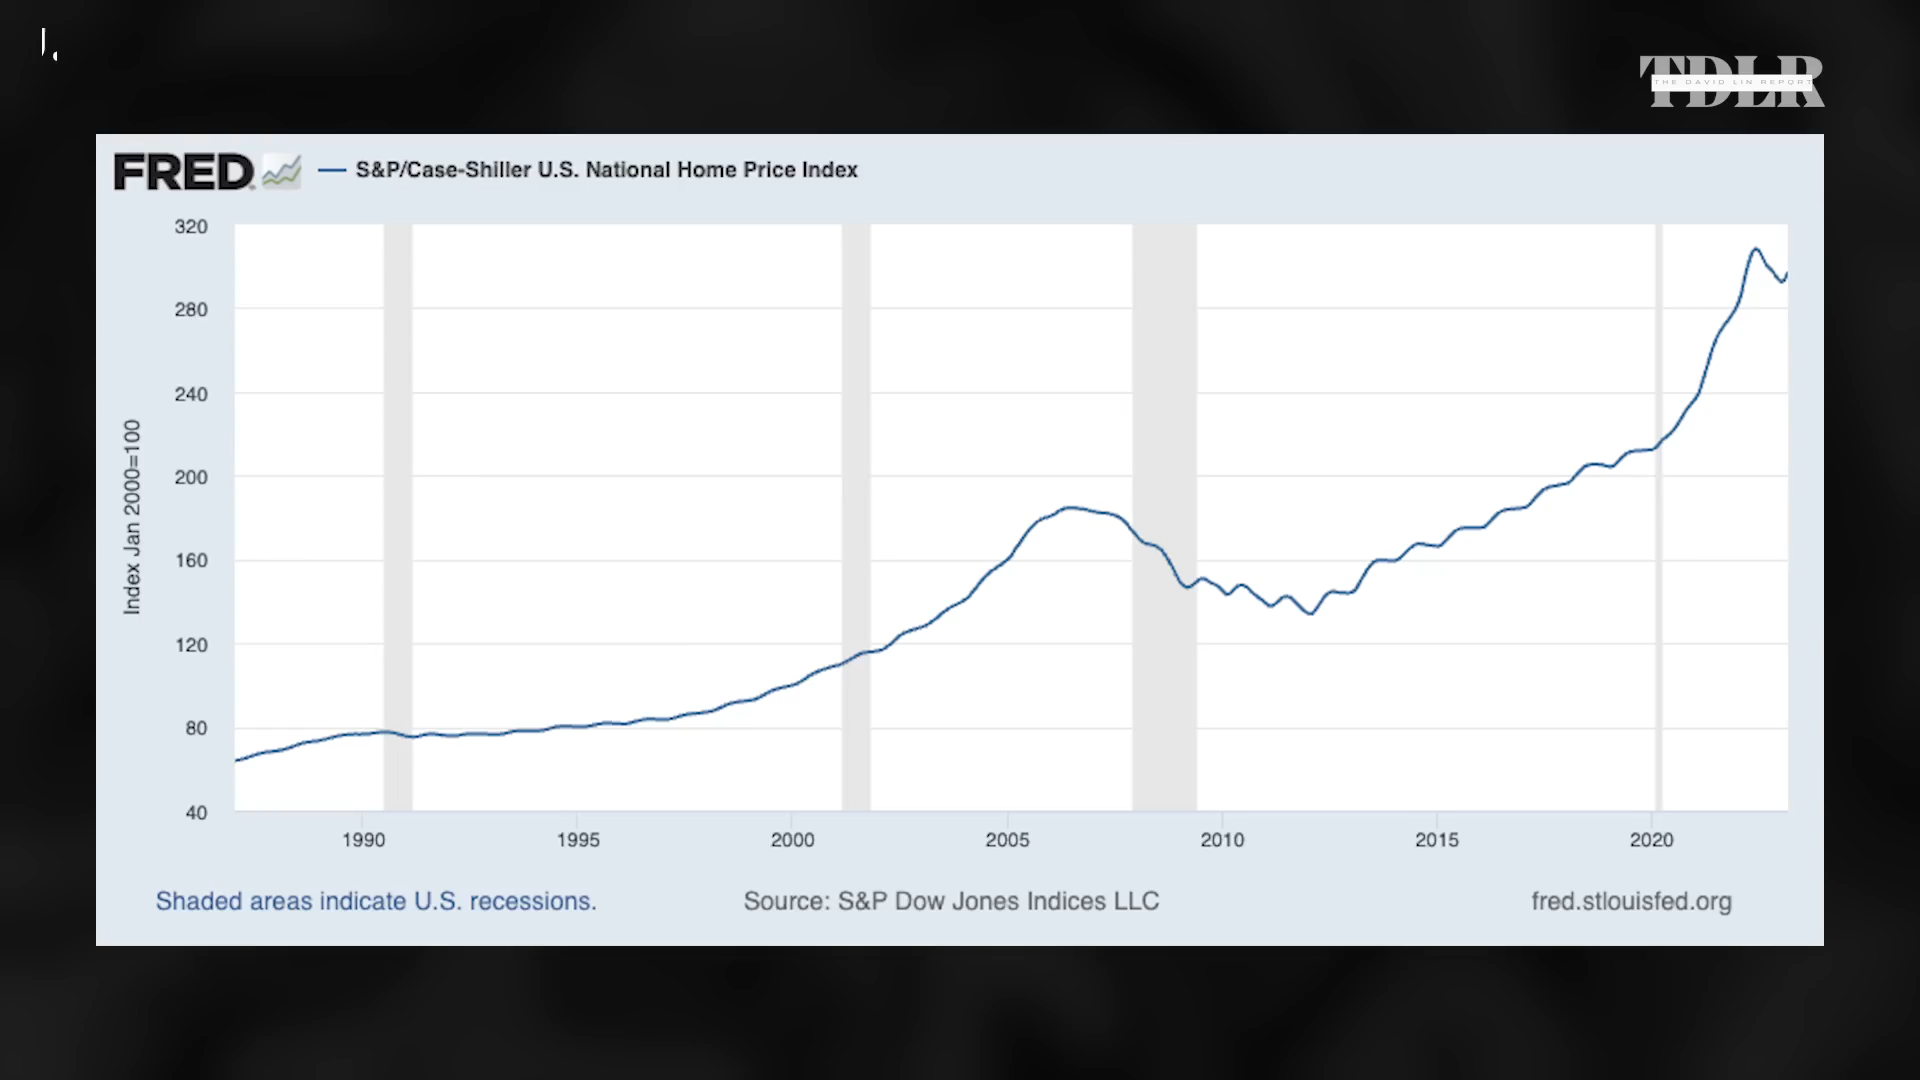 TDLR
THE DAVID LIN REPORT
FRED
S&P/Case-Shiller U.S. National Home Price Index
320
280
240
200
160
120
80
40
Index Jan 2000=100
1990 1995 2000 2005 2010 2015 2020
Shaded areas indicate U.S. recessions. Source: S&P Dow Jones Indices LLC fred.stlouisfed.org